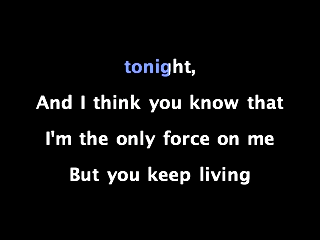 tonight,
And I think you know that
I'm the only force on me
But you keep living